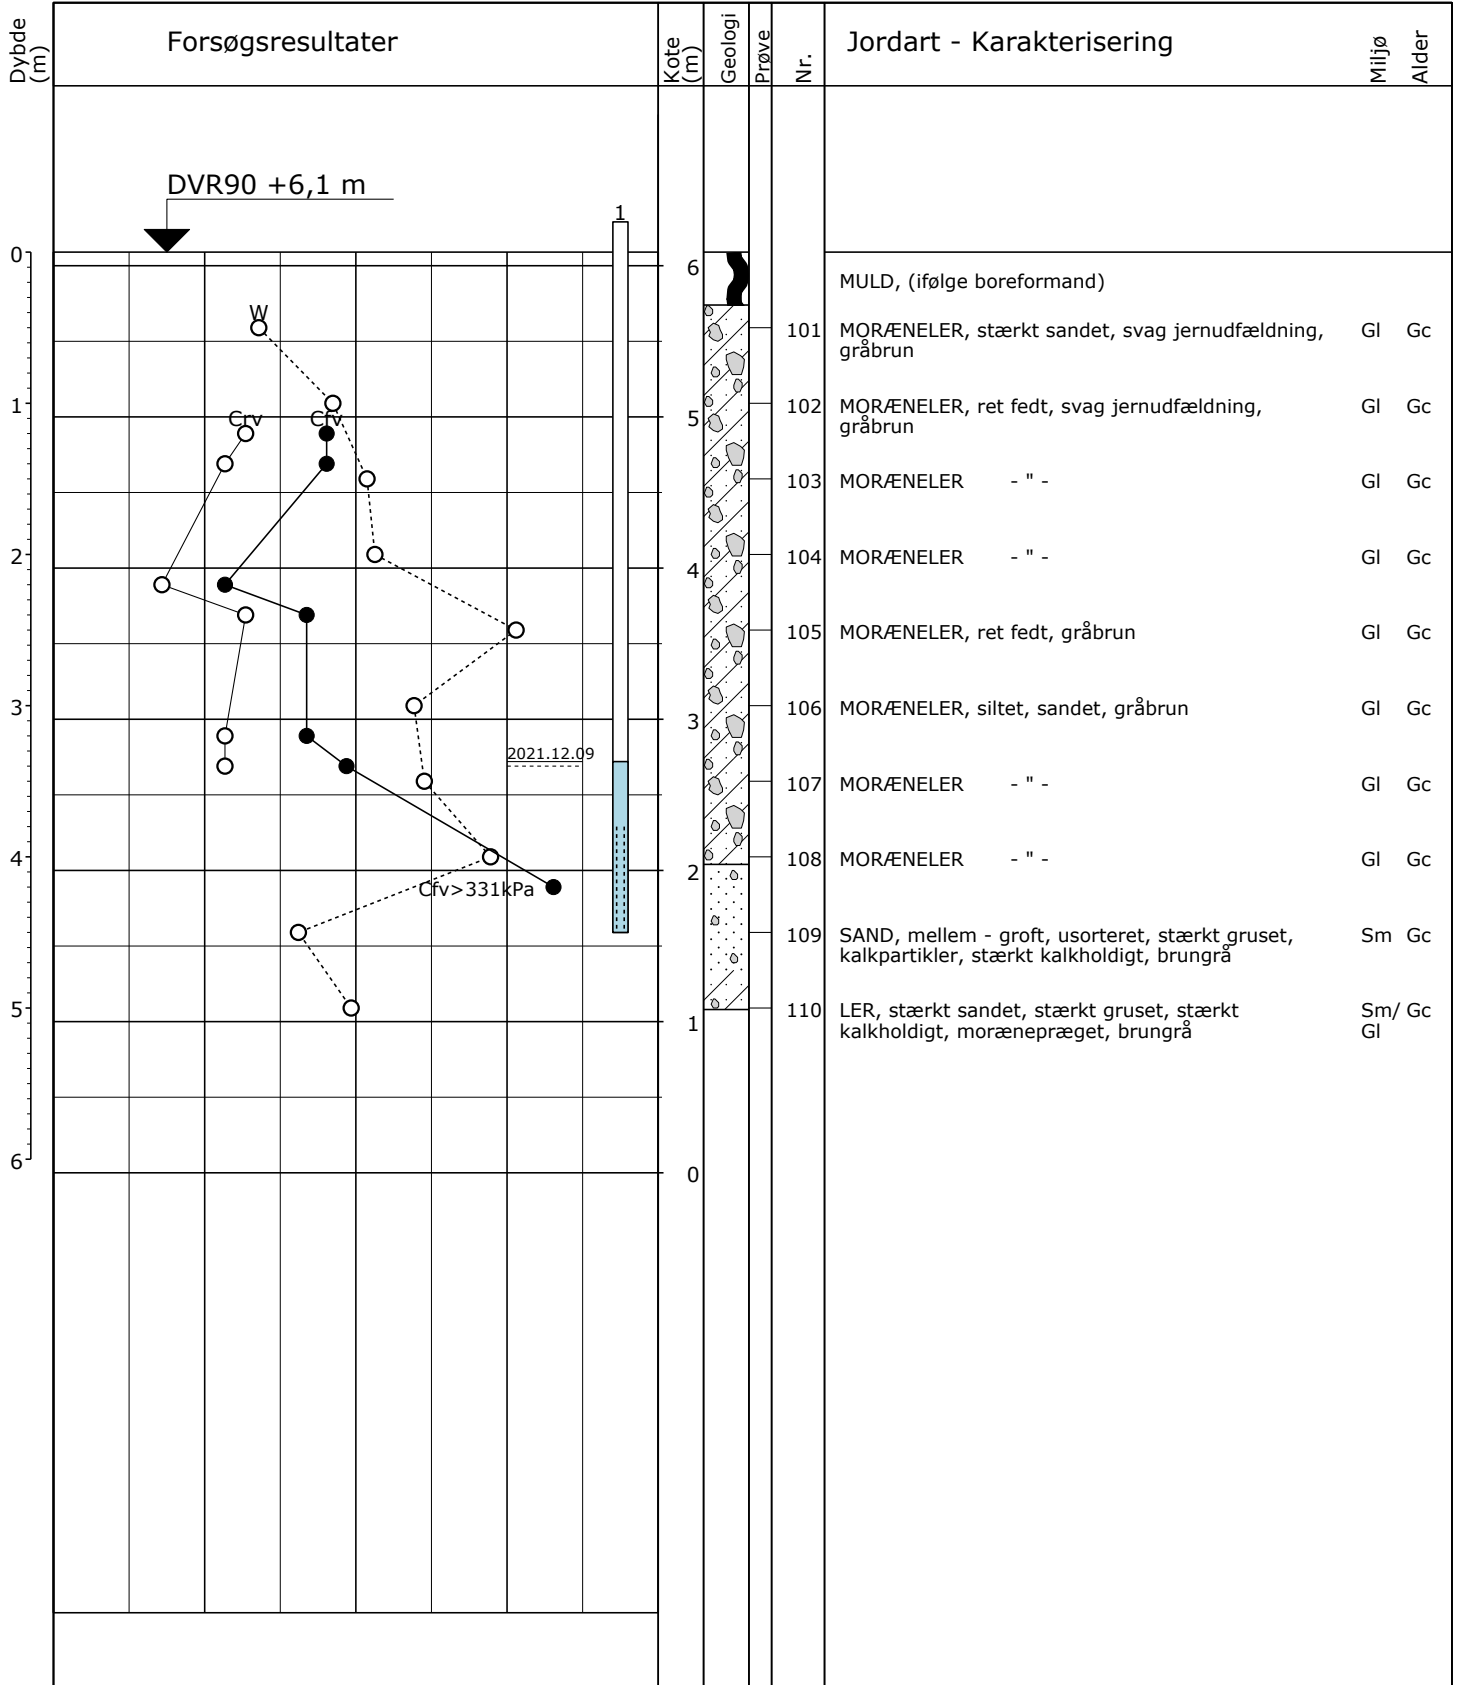 Dybde (m)
Forsøgsresultater
Kote (m)
Geologi
Prøve
Nr.
Jordart - Karakterisering
Miljø
Alder
DVR90 +6,1 m
1
0
6
MULD, (ifølge boreformand)
W
101 MORÆNELER, stærkt sandet, svag jernudfældning, Gl Gc
gråbrun
1
Crv
Cfv
5
102 MORÆNELER, ret fedt, svag jernudfældning, Gl Gc
gråbrun
103 MORÆNELER - " - Gl Gc
2
4
104 MORÆNELER - " - Gl Gc
105 MORÆNELER, ret fedt, gråbrun Gl Gc
3
3
106 MORÆNELER, siltet, sandet, gråbrun Gl Gc
2021.12.09
107 MORÆNELER - " - Gl Gc
4
2
108 MORÆNELER - " - Gl Gc
Cfv>331kPa
109 SAND, mellem - groft, usorteret, stærkt gruset, Sm Gc
kalkpartikler, stærkt kalkholdigt, brungrå
5
1
110 LER, stærkt sandet, stærkt gruset, stærkt Sm/ Gc
kalkholdigt, morænepræget, brungrå Gl
6
0